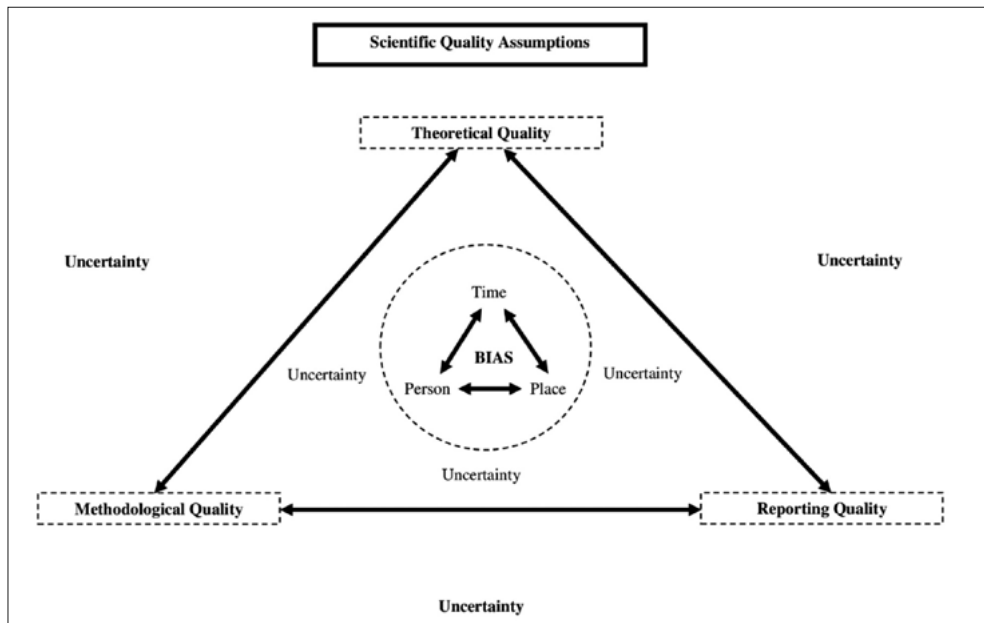 Scientific Quality Assumptions
Theoretical Quality
Uncertainty
Uncertainty
Time
BIAS
Uncertainty
Uncertainty
Person
Place
Uncertainty
Methodological Quality
Reporting Quality
Uncertainty